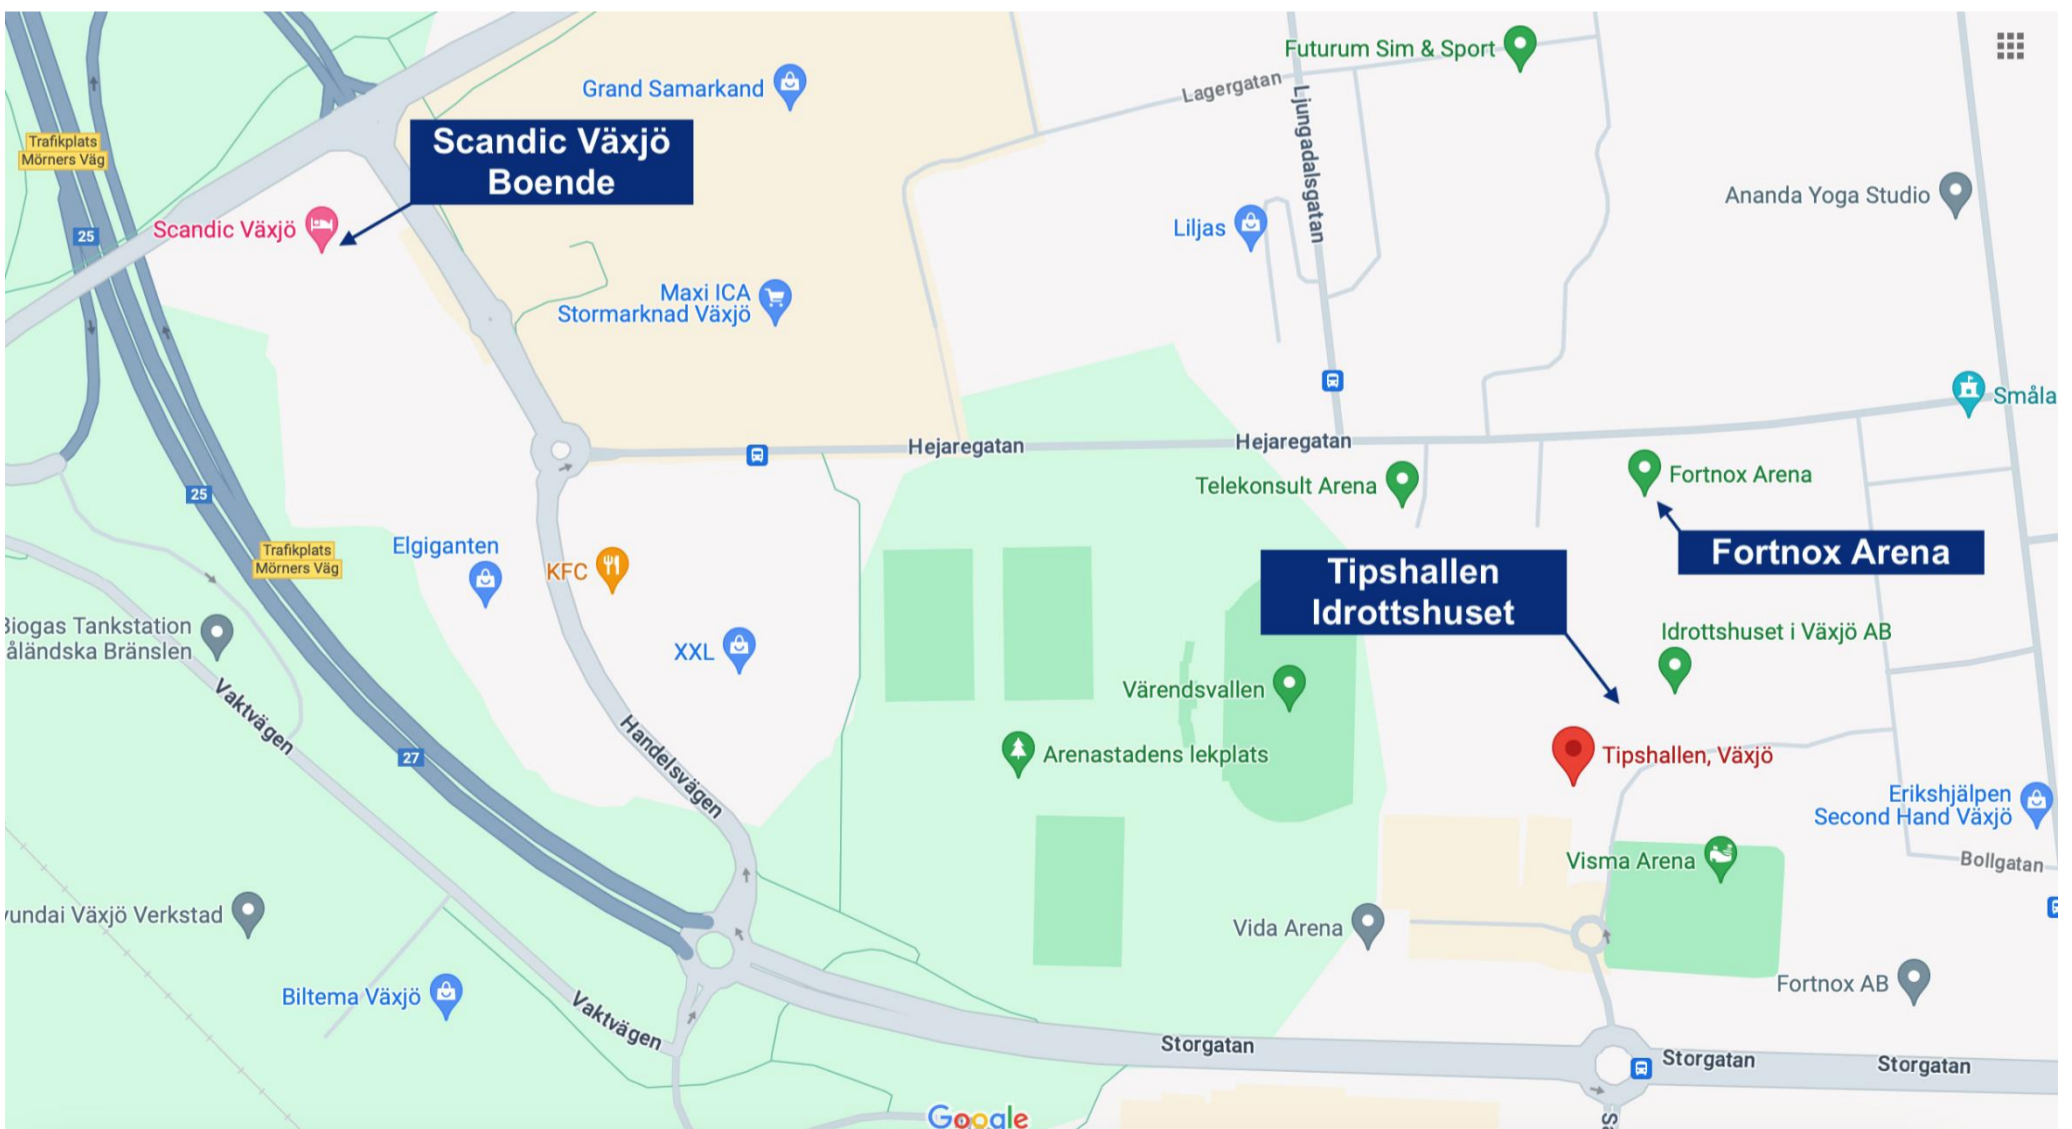 Futurum Sim & Sport
Grand Samarkand
Lagergatan
Ljungadalsgatan
Trafikplats
Mörners Väg
Scandic Växjö
Boende
Ananda Yoga Studio
Scandic Växjö
25
Liljas
Maxi ICA
Stormarknad Växjö
Småla
Hejaregatan
Hejaregatan
Telekonsult Arena
Fortnox Arena
25
Elgiganten
Trafikplats
Mörners Väg
KFC
Fortnox Arena
Tipshallen
Idrottshuset
Biogas Tankstation
åländska Bränslen
Idrottshuset i Växjö AB
XXL
Värendsvallen
Vaktvägen
Handelsvägen
27
Arenastadens lekplats
Tipshallen, Växjö
Erikshjälpen
Second Hand Växjö
Visma Arena
Bollgatan
yundai Växjö Verkstad
Vida Arena
Fortnox AB
Biltema Växjö
Vaktvägen
Storgatan
Storgatan
Storgatan
Google